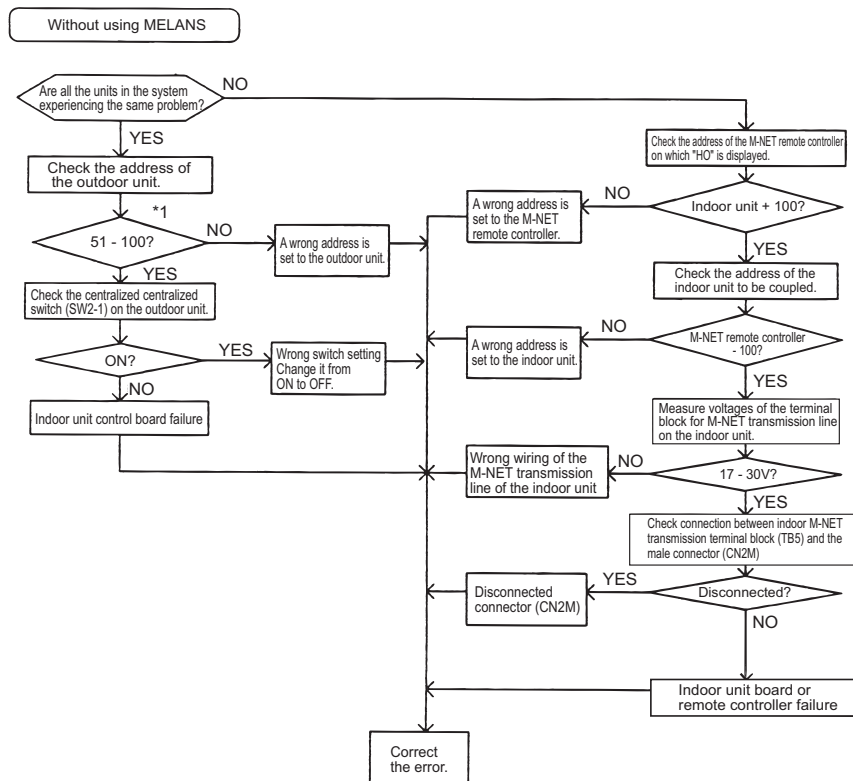 Without using MELANS
Are all the units in the system
experiencing the same problem?
NO
YES
Check the address of
the outdoor unit.
*1
51 - 100?
NO
A wrong address is
set to the outdoor unit.
YES
Check the centralized centralized
switch (SW2-1) on the outdoor unit.
ON?
YES
Wrong switch setting
Change it from
ON to OFF.
NO
Indoor unit control board failure
Check the address of the M-NET remote controller
on which "HO" is displayed.
Indoor unit + 100?
NO
A wrong address is
set to the M-NET
remote controller.
YES
Check the address of the
indoor unit to be coupled.
M-NET remote controller
- 100?
NO
A wrong address is
set to the indoor unit.
YES
Measure voltages of the terminal
block for M-NET transmission line
on the indoor unit.
17 - 30V?
NO
Wrong wiring of the
M-NET transmission
line of the indoor unit
YES
Check connection between indoor M-NET
transmission terminal block (TB5) and the
male connector (CN2M)
Disconnected?
YES
Disconnected
connector (CN2M)
NO
Indoor unit board or
remote controller failure
Correct
the error.